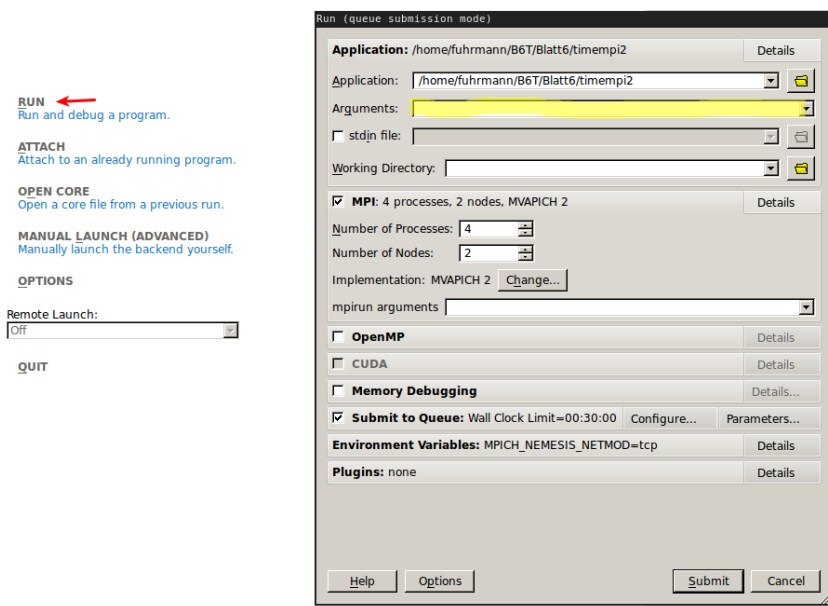 RUN
Run and debug a program.
ATTACH
Attach to an already running program.
OPEN CORE
Open a core file from a previous run.
MANUAL LAUNCH (ADVANCED)
Manually launch the backend yourself.
OPTIONS
Remote Launch:
Off
QUIT
Run (queue submission mode)
Application: /home/fuhrmann/B6T/Blatt6/timempi2 Details
Application: /home/fuhrmann/B6T/Blatt6/timempi2
Arguments:
stdin file:
Working Directory:
MPI: 4 processes, 2 nodes, MVAPICH 2 Details
Number of Processes: 4
Number of Nodes: 2
Implementation: MVAPICH 2 Change...
mpirun arguments
OpenMP Details
CUDA Details
Memory Debugging Details...
Submit to Queue: Wall Clock Limit=00:30:00 Configure... Parameters...
Environment Variables: MPICH_NEMESIS_NETMOD=tcp Details
Plugins: none Details
Help Options Submit Cancel